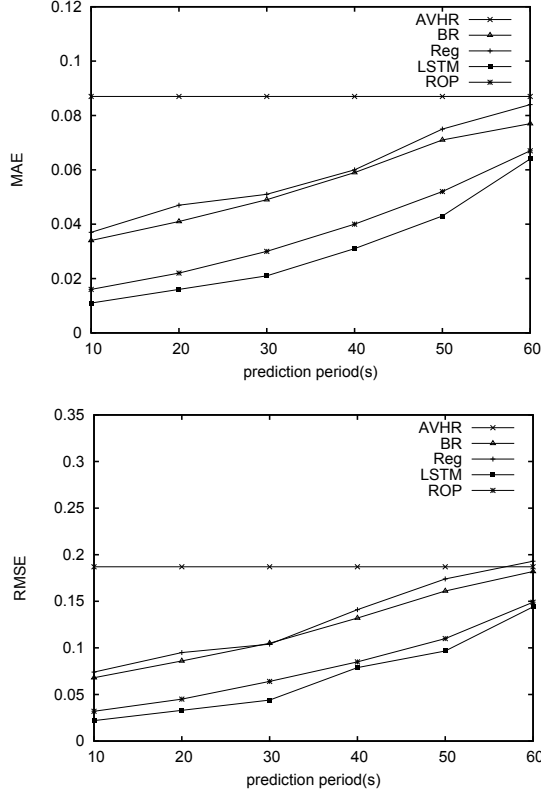 0.12
0.1
0.08
0.06
0.04
0.02
0
MAE
AVHR
BR
Reg
LSTM
ROP
10 20 30 40 50 60
prediction period(s)
0.35
0.3
0.25
0.2
0.15
0.1
0.05
0
RMSE
AVHR
BR
Reg
LSTM
ROP
10 20 30 40 50 60
prediction period(s)